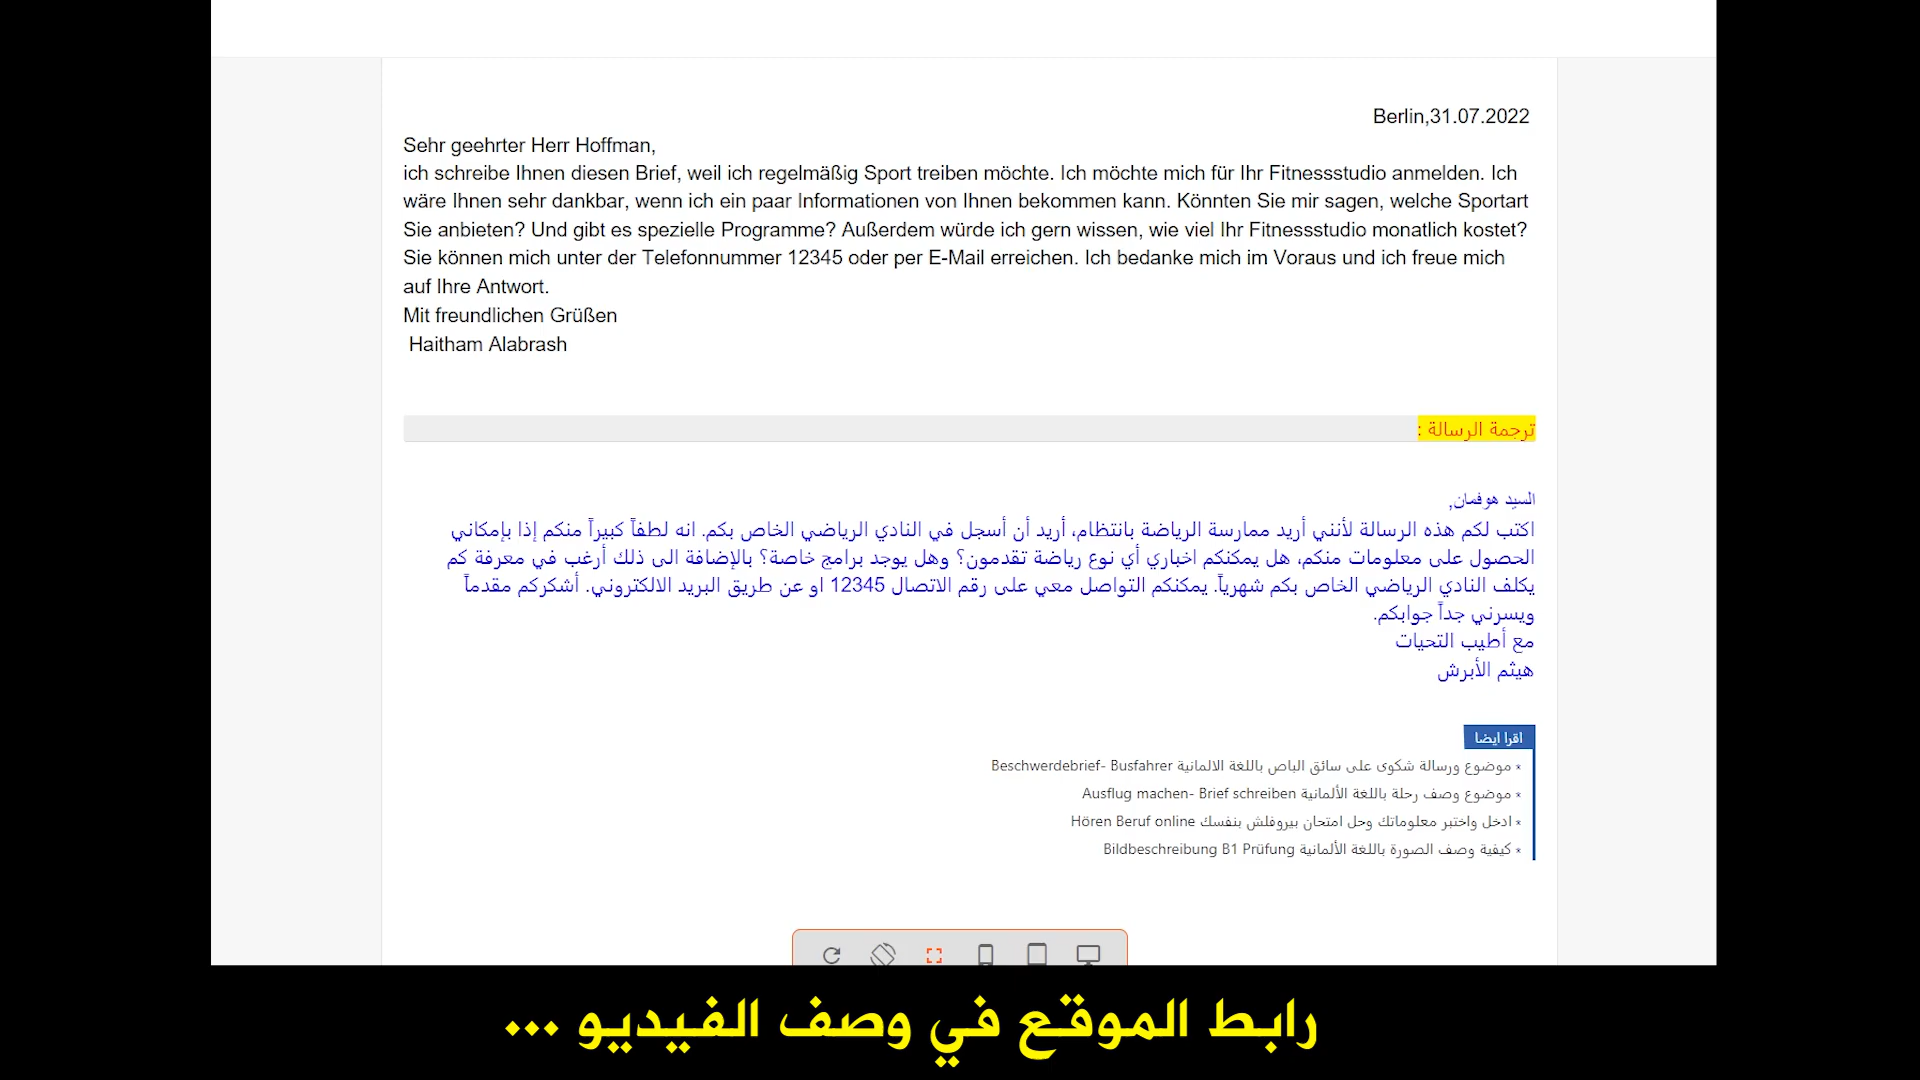 Berlin,31.07.2022
Sehr geehrter Herr Hoffman,
ich schreibe Ihnen diesen Brief, weil ich regelmäßig Sport treiben möchte. Ich möchte mich für Ihr Fitnessstudio anmelden. Ich
wäre Ihnen sehr dankbar, wenn ich ein paar Informationen von Ihnen bekommen kann. Könnten Sie mir sagen, welche Sportart
Sie anbieten? Und gibt es spezielle Programme? Außerdem würde ich gern wissen, wie viel Ihr Fitnessstudio monatlich kostet?
Sie können mich unter der Telefonnummer 12345 oder per E-Mail erreichen. Ich bedanke mich im Voraus und ich freue mich
auf Ihre Antwort.
Mit freundlichen Grüßen
Haitham Alabrash
ترجمة الرسالة :
السيد هوفمان,
اكتب لكم هذه الرسالة لأنني أريد ممارسة الرياضة بانتظام، أريد أن أسجل في النادي الرياضي الخاص بكم. انه لطفاً كبيراً منكم إذا بإمكاني
الحصول على معلومات منكم، هل يمكنكم اخباري أي نوع رياضة تقدمون؟ وهل يوجد برامج خاصة؟ بالإضافة الى ذلك أرغب في معرفة كم
يكلف النادي الرياضي الخاص بكم شهرياً. يمكنكم التواصل معي على رقم الاتصال 12345 او عن طريق البريد الالكتروني. أشكركم مقدماً
ويسرني جداً جوابكم.
مع أطيب التحيات
هيثم الأبرش
اقرا ايضا
* موضوع ورسالة شكوى على سائق الباص باللغة الالمانية Beschwerdebrief- Busfahrer
* موضوع وصف رحلة باللغة الألمانية Ausflug machen- Brief schreiben
* ادخل واختبر معلوماتك وحل امتحان بيروفلش بنفسك Hören Beruf online
* كيفية وصف الصورة باللغة الألمانية Bildbeschreibung B1 Prüfung
رابط الموقع في وصف الفيديو ...